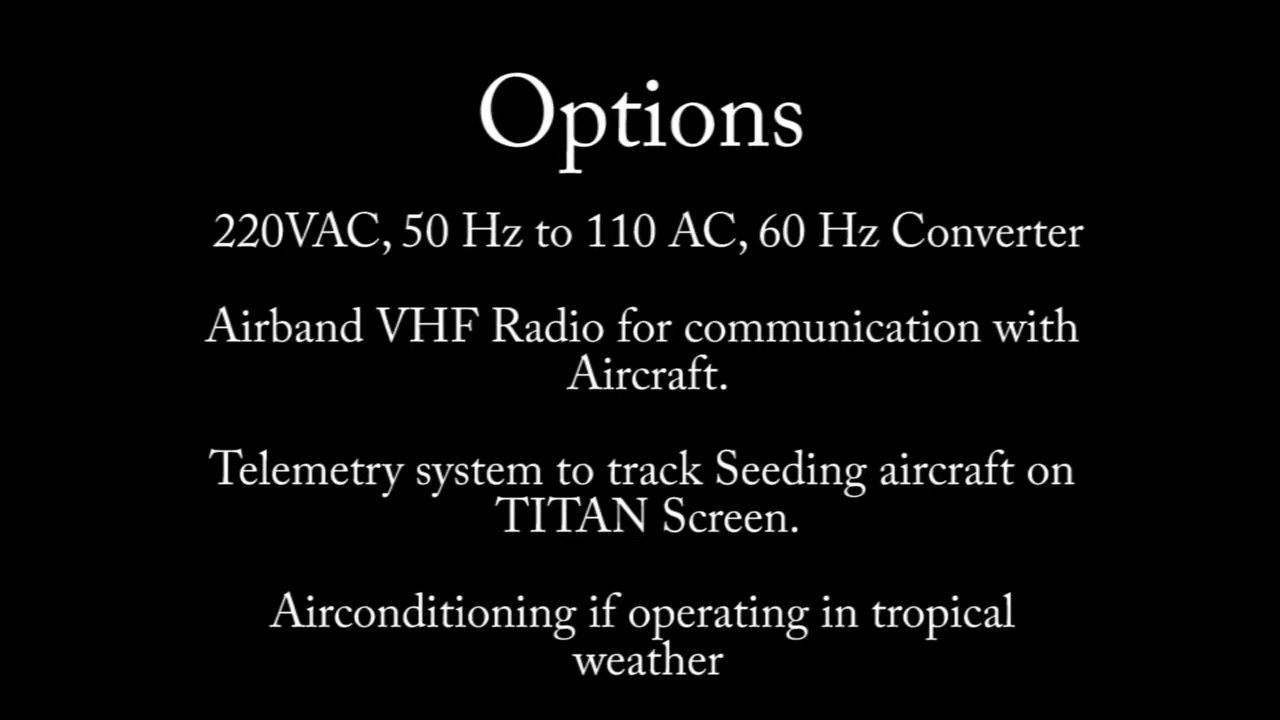 Options
220VAC, 50 Hz to 110 AC, 60 Hz Converter
Airband VHF Radio for communication with
Aircraft.
Telemetry system to track Seeding aircraft on
TITAN Screen.
Airconditioning if operating in tropical
weather